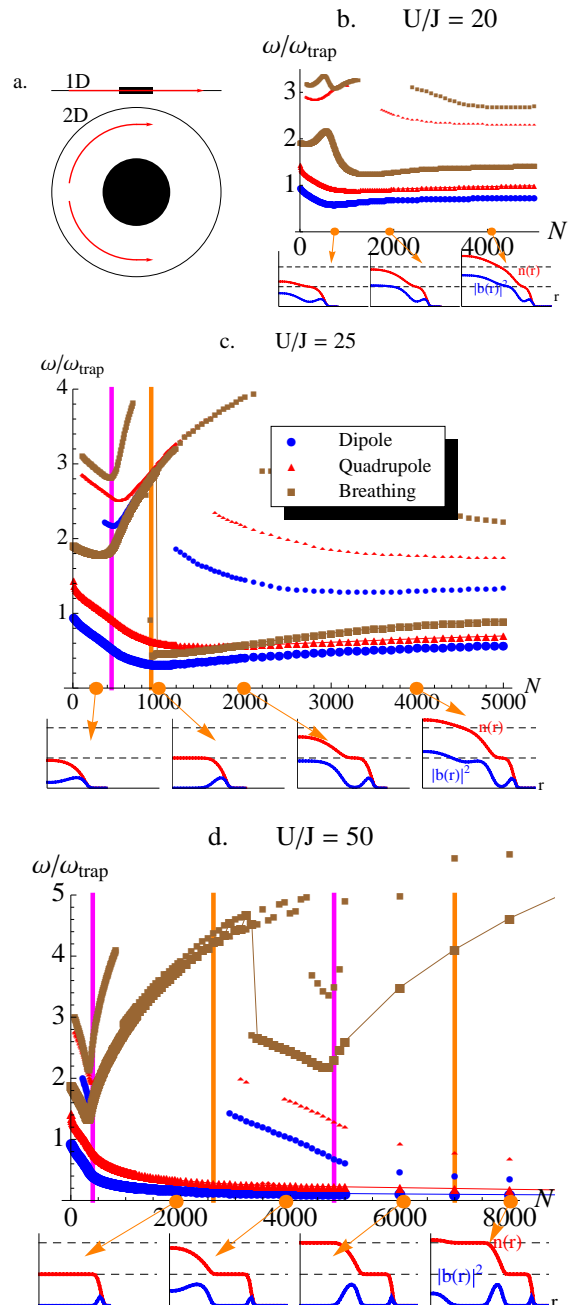 b. U/J = 20
a.
1D
2D
ω/ω_trap
3
2
1
0 2000 4000 N
n(r)
|b(r)|² r
c. U/J = 25
ω/ω_trap
4
3
2
1
Dipole
Quadrupole
Breathing
0 1000 2000 3000 4000 5000 N
n(r)
|b(r)|² r
d. U/J = 50
ω/ω_trap
5
4
3
2
1
0 2000 4000 6000 8000 N
n(r)
|b(r)|² r